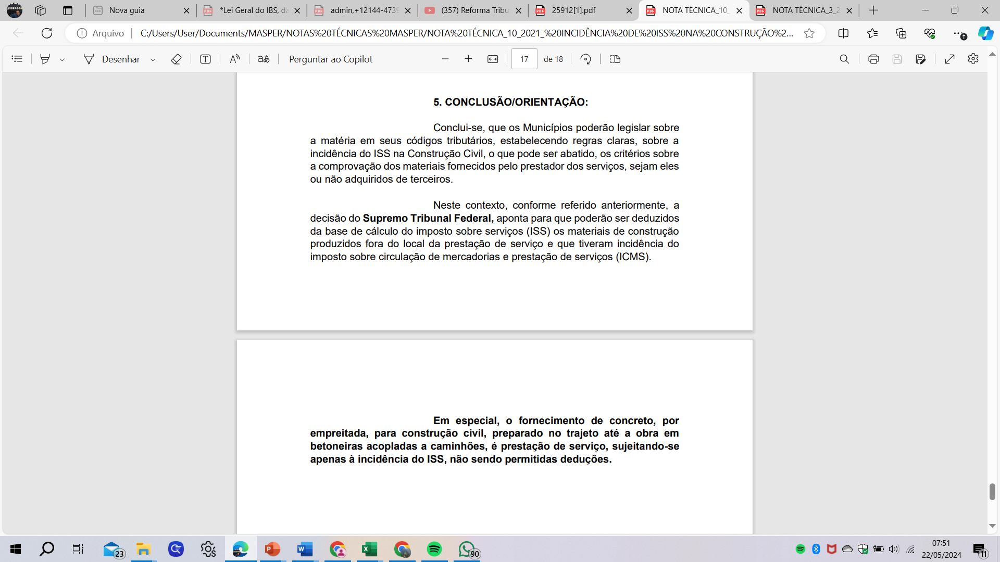 LIVERPOOL
Nova guia
*Lei Geral do IBS, da
admin,+12144-4739
(357) Reforma Tribu
25912[1].pdf
NOTA TÉCNICA_10_
NOTA TÉCNICA_3_2
Arquivo
C:/Users/User/Documents/MASPER/NOTAS%20TÉCNICAS%20MASPER/NOTA%20TÉCNICA_10_2021_%20INCIDÊNCIA%20DE%20ISS%20NA%20CONSTRUÇÃO%2...
Desenhar
Perguntar ao Copilot
17
de 18
5. CONCLUSÃO/ORIENTAÇÃO:
Conclui-se, que os Municípios poderão legislar sobre
a matéria em seus códigos tributários, estabelecendo regras claras, sobre a
incidência do ISS na Construção Civil, o que pode ser abatido, os critérios sobre
a comprovação dos materiais fornecidos pelo prestador dos serviços, sejam eles
ou não adquiridos de terceiros.
Neste contexto, conforme referido anteriormente, a
decisão do Supremo Tribunal Federal, aponta para que poderão ser deduzidos
da base de cálculo do imposto sobre serviços (ISS) os materiais de construção
produzidos fora do local da prestação de serviço e que tiveram incidência do
imposto sobre circulação de mercadorias e prestação de serviços (ICMS).
Em especial, o fornecimento de concreto, por
empreitada, para construção civil, preparado no trajeto até a obra em
betoneiras acopladas a caminhões, é prestação de serviço, sujeitando-se
apenas à incidência do ISS, não sendo permitidas deduções.
23
90
07:51
22/05/2024
11